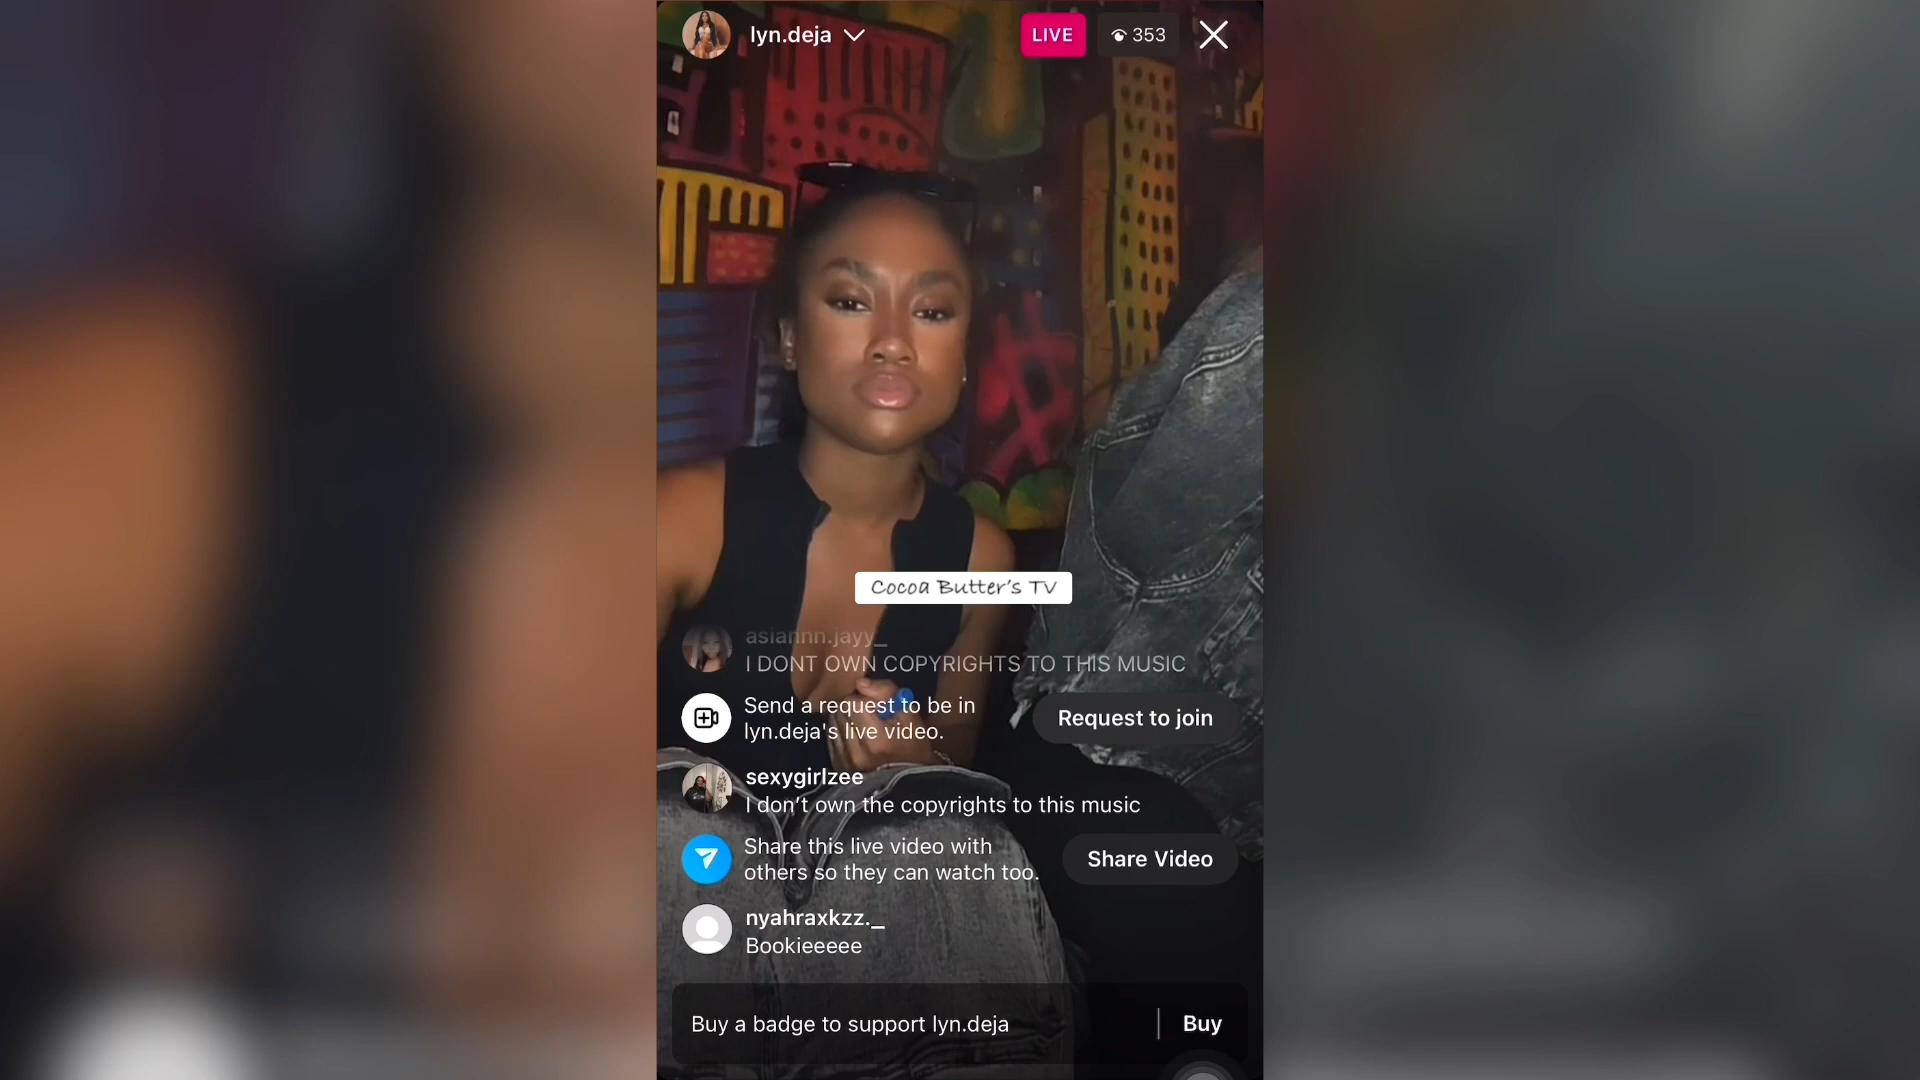 lyn.deja
LIVE
353
Cocoa Butter's TV
asiannn.jayy_
I DONT OWN COPYRIGHTS TO THIS MUSIC
Send a request to be in
lyn.deja's live video.
Request to join
sexygirlzee
I don't own the copyrights to this music
Share this live video with
others so they can watch too.
Share Video
nyahraxkzz._
Bookieeeee
Buy a badge to support lyn.deja
Buy